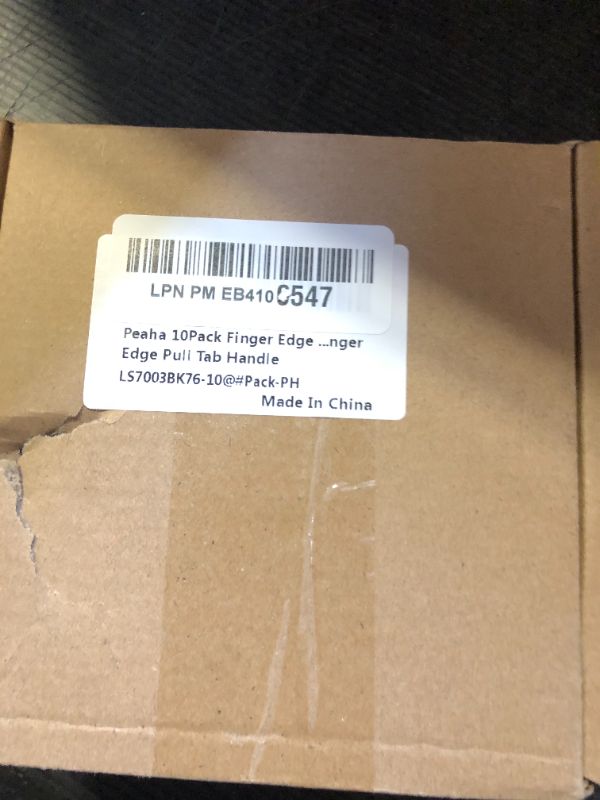 LPN PM EB410C547
Peaha 10Pack Finger Edge ...nger
Edge Pull Tab Handle
LS7003BK76-10@#Pack-PH
Made In China